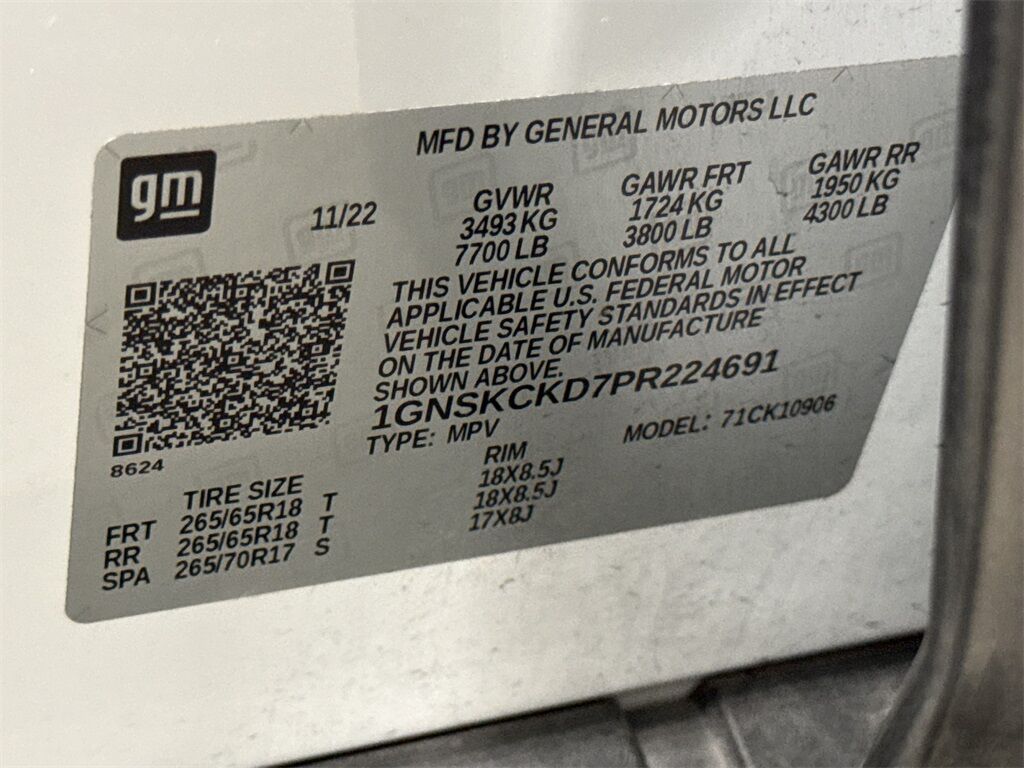 MFD BY GENERAL MOTORS LLC
gm
11/22
GVWR
3493 KG
7700 LB
GAWR FRT
1724 KG
3800 LB
GAWR RR
1950 KG
4300 LB
THIS VEHICLE CONFORMS TO ALL
APPLICABLE U.S. FEDERAL MOTOR
VEHICLE SAFETY STANDARDS IN EFFECT
ON THE DATE OF MANUFACTURE
SHOWN ABOVE.
1GNSKCKD7PR224691
TYPE: MPV
MODEL: 71CK10906
8624
TIRE SIZE
RIM
FRT 265/65R18 T 18X8.5J
RR 265/65R18 T 18X8.5J
SPA 265/70R17 S 17X8J